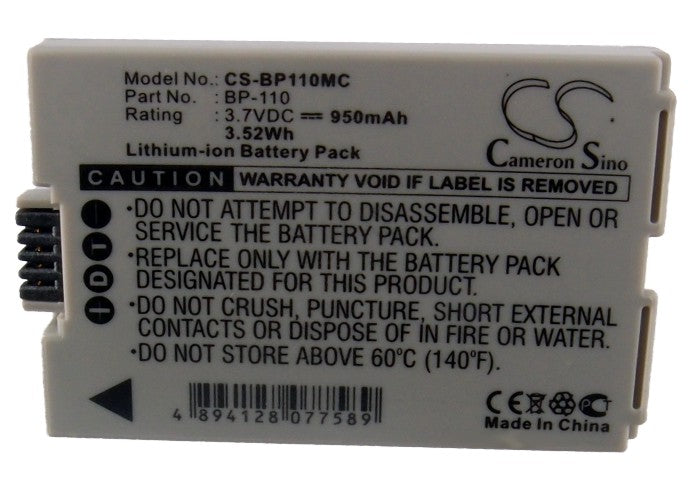 Model No.: CS-BP110MC
Part No. : BP-110
Rating : 3.7VDC ⎓ 950mAh
3.52Wh
Lithium-ion Battery Pack
CS
Cameron Sino
CAUTION WARRANTY VOID IF LABEL IS REMOVED
•DO NOT ATTEMPT TO DISASSEMBLE, OPEN OR
SERVICE THE BATTERY PACK.
•REPLACE ONLY WITH THE BATTERY PACK
DESIGNATED FOR THIS PRODUCT.
•DO NOT CRUSH, PUNCTURE, SHORT EXTERNAL
CONTACTS OR DISPOSE OF IN FIRE OR WATER.
•DO NOT STORE ABOVE 60°C (140°F).
- T D +
4 894128 077589
CE PCT
Made In China